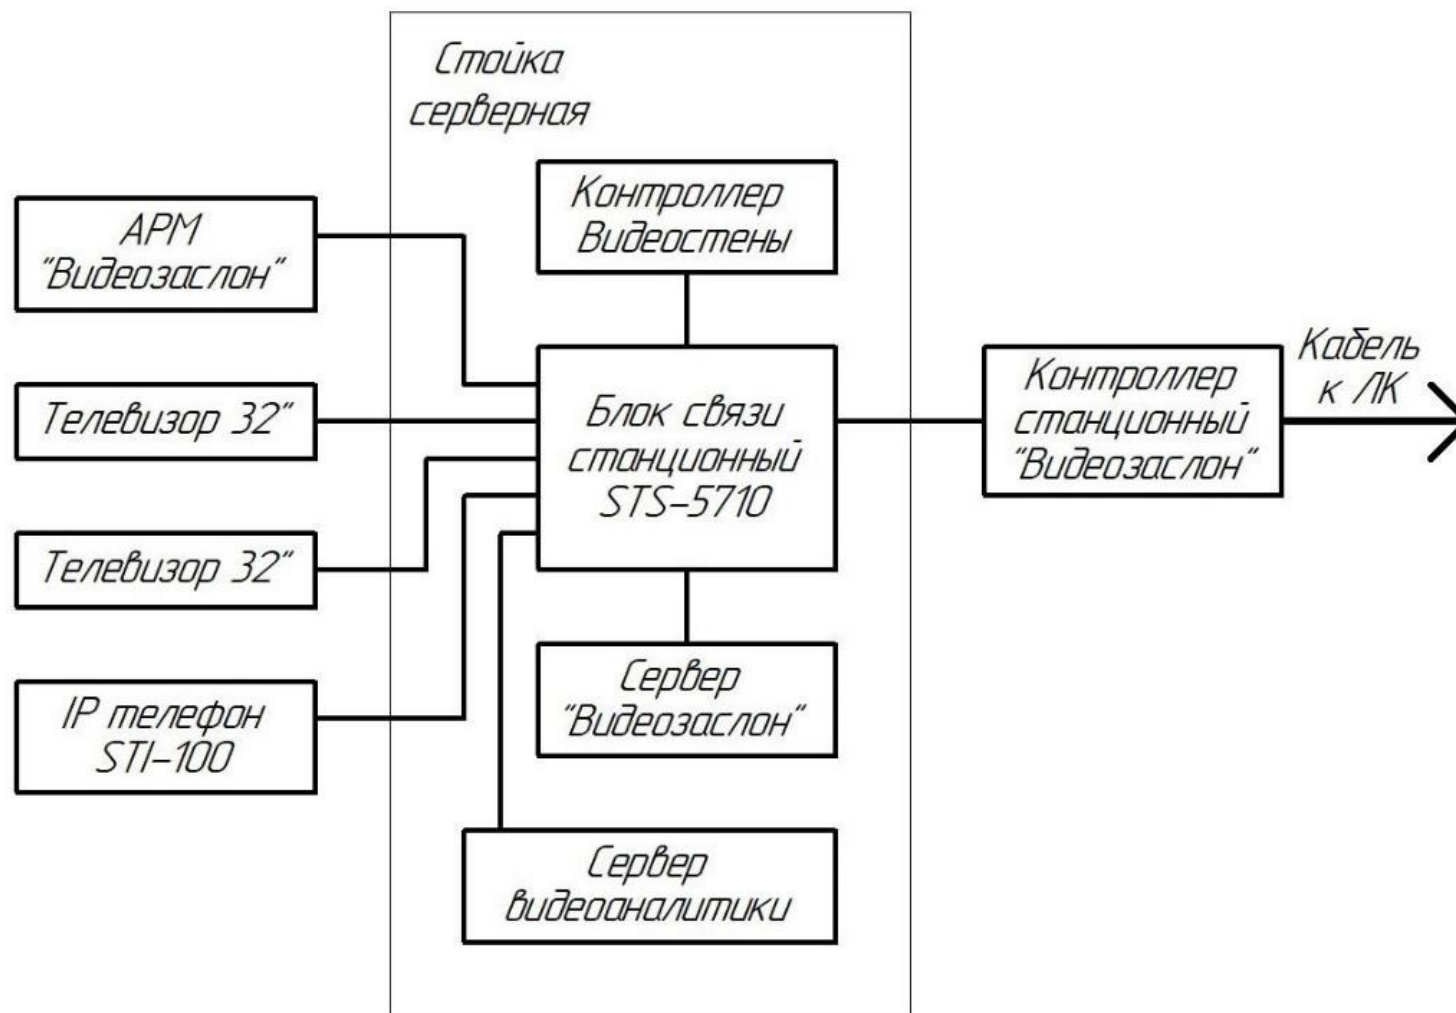 Стойка
серверная
АРМ
"Видеозаслон"
Телевизор 32"
Телевизор 32"
IP телефон
STI-100
Контроллер
Видеостены
Блок связи
станционный
STS-5710
Сервер
"Видеозаслон"
Сервер
видеоаналитики
Контроллер
станционный
"Видеозаслон"
Кабель
к ЛК